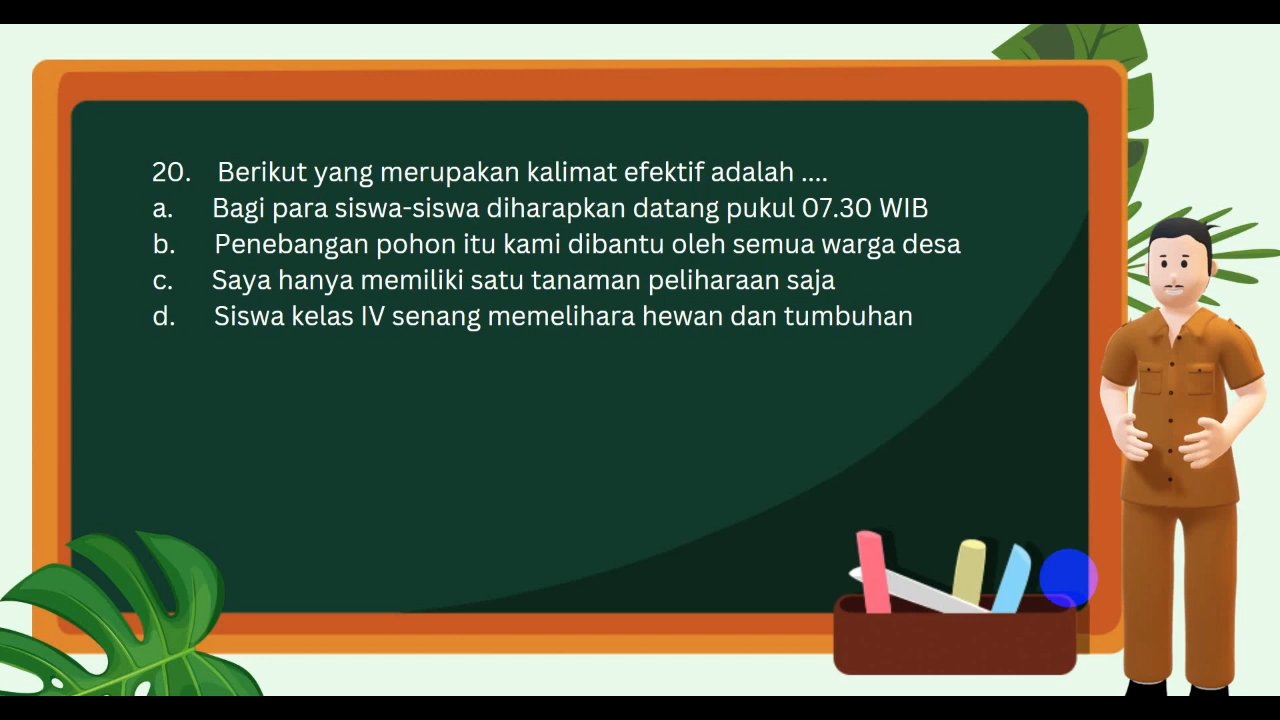 20. Berikut yang merupakan kalimat efektif adalah ....
a. Bagi para siswa-siswa diharapkan datang pukul 07.30 WIB
b. Penebangan pohon itu kami dibantu oleh semua warga desa
c. Saya hanya memiliki satu tanaman peliharaan saja
d. Siswa kelas IV senang memelihara hewan dan tumbuhan